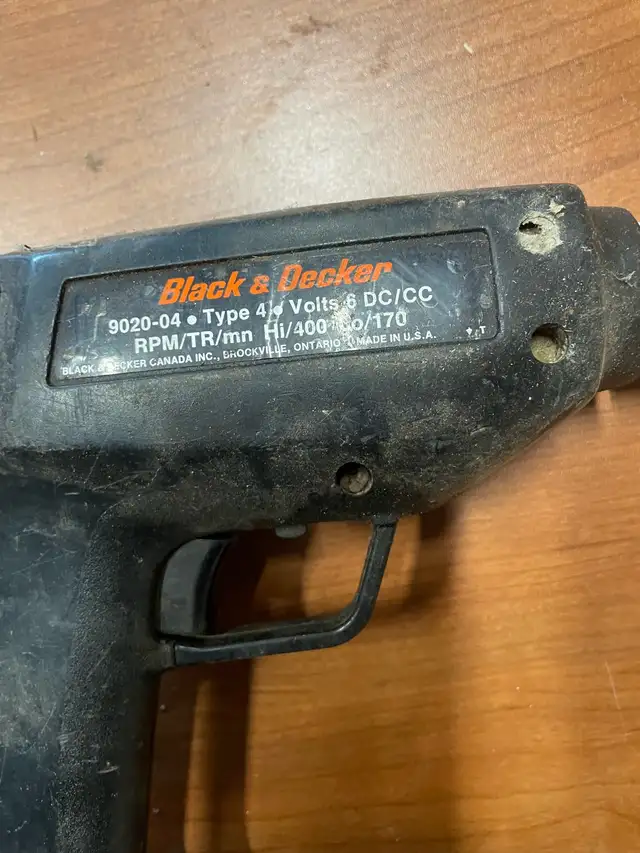 Black & Decker
9020-04 • Type 4 • Volts 6 DC/CC
RPM/TR/mn Hi/400 Lo/170
BLACK & DECKER CANADA INC., BROCKVILLE, ONTARIO MADE IN U.S.A.